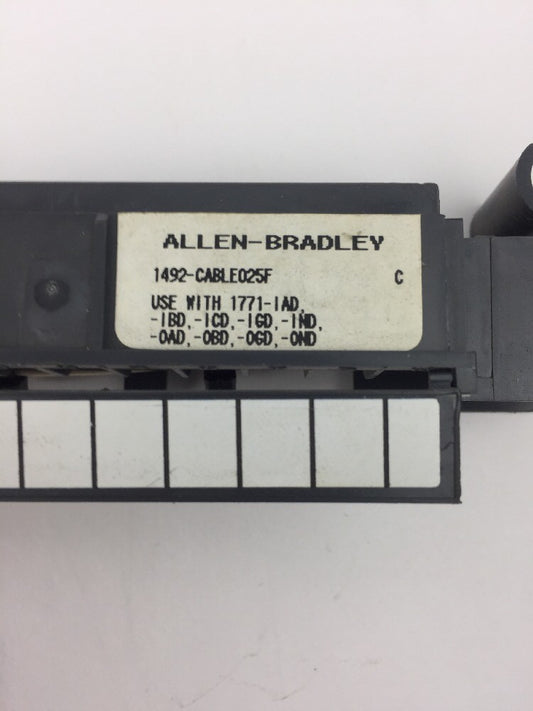 ALLEN-BRADLEY
1492-CABLE025F C
USE WITH 1771-IAD,
-IBD,-ICD,-IGD,-IND,
-OAD,-OBD,-OGD,-OND